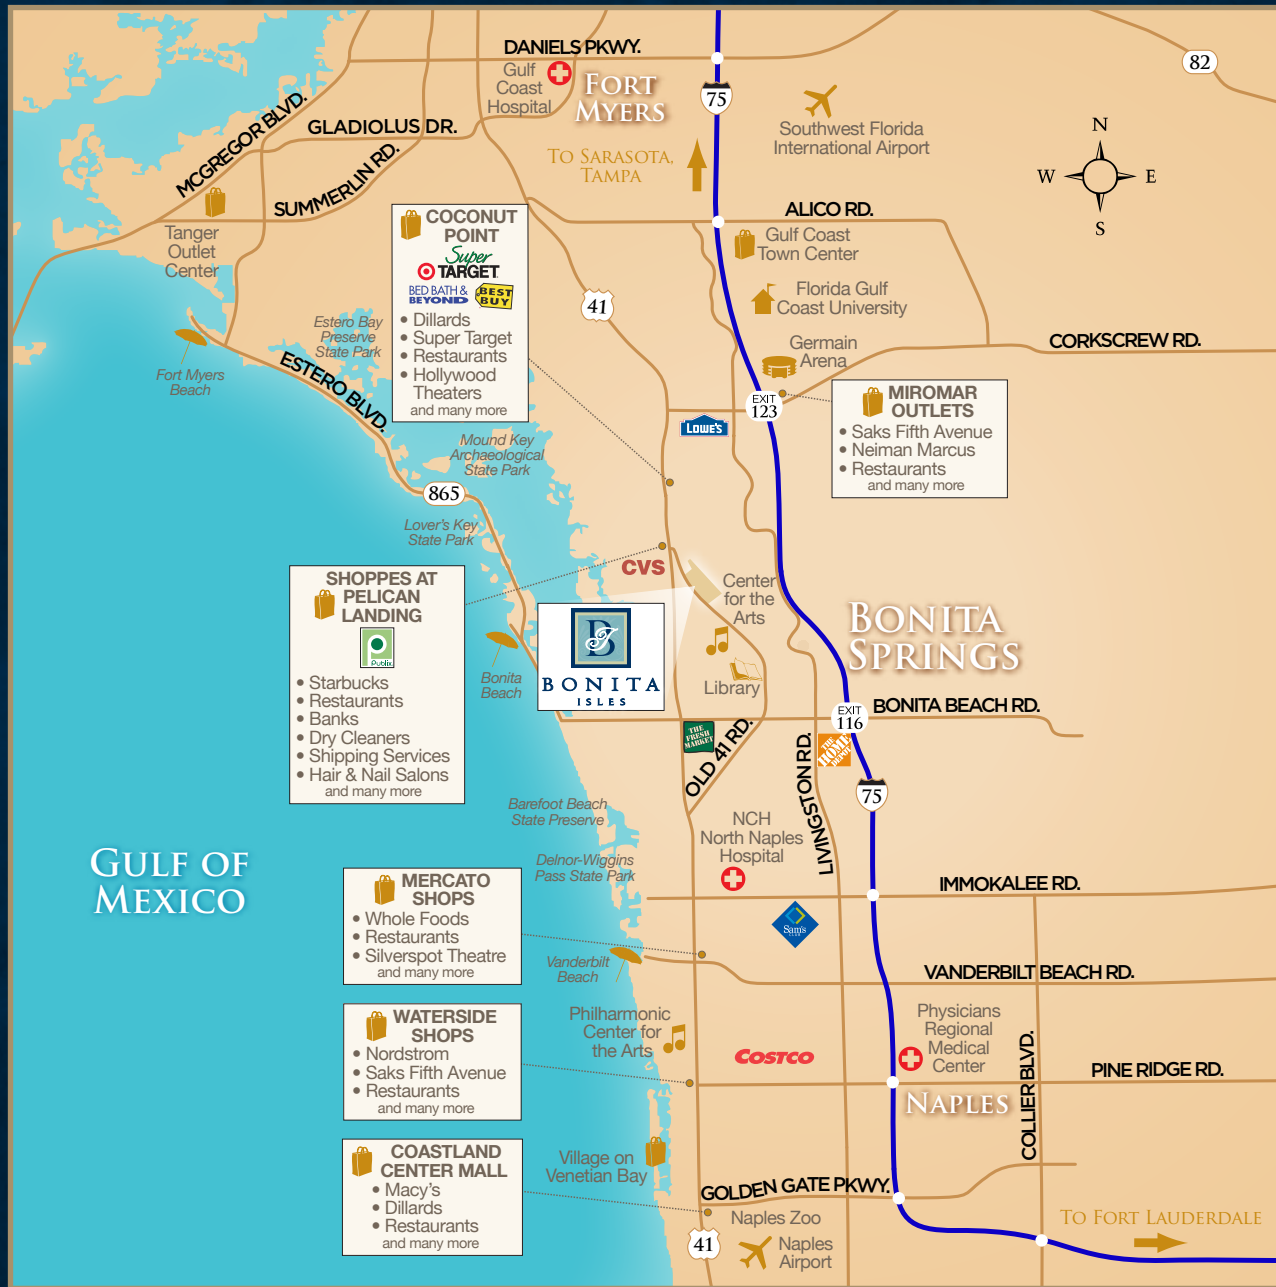 DANIELS PKWY.
82
Gulf
Coast
Hospital
FORT
MYERS
75
Southwest Florida
International Airport
MCGREGOR BLVD.
GLADIOLUS DR.
TO SARASOTA,
TAMPA
N
W
E
S
SUMMERLIN RD.
Tanger
Outlet
Center
ALICO RD.
COCONUT
POINT
Super
TARGET
BED BATH &
BEYOND
BEST
BUY
• Dillards
• Super Target
• Restaurants
• Hollywood
Theaters
and many more
Gulf Coast
Town Center
41
Florida Gulf
Coast University
Estero Bay
Preserve
State Park
Germain
Arena
CORKSCREW RD.
Fort Myers
Beach
ESTERO BLVD.
EXIT
123
LOWE'S
MIROMAR
OUTLETS
• Saks Fifth Avenue
• Neiman Marcus
• Restaurants
and many more
Mound Key
Archaeological
State Park
865
Lover's Key
State Park
CVS
SHOPPES AT
PELICAN
LANDING
Publix
• Starbucks
• Restaurants
• Banks
• Dry Cleaners
• Shipping Services
• Hair & Nail Salons
and many more
Center
for the
Arts
B I
BONITA
ISLES
BONITA
SPRINGS
Bonita
Beach
Library
EXIT
116
BONITA BEACH RD.
THE
FRESH
MARKET
OLD 41 RD.
LIVINGSTON RD.
THE
HOME
DEPOT
75
Barefoot Beach
State Preserve
NCH
North Naples
Hospital
GULF OF
MEXICO
Delnor-Wiggins
Pass State Park
IMMOKALEE RD.
MERCATO
SHOPS
• Whole Foods
• Restaurants
• Silverspot Theatre
and many more
Sam's
CLUB
Vanderbilt
Beach
VANDERBILT BEACH RD.
WATERSIDE
SHOPS
• Nordstrom
• Saks Fifth Avenue
• Restaurants
and many more
Philharmonic
Center for
the Arts
COSTCO
Physicians
Regional
Medical
Center
COLLIER BLVD.
PINE RIDGE RD.
NAPLES
COASTLAND
CENTER MALL
• Macy's
• Dillards
• Restaurants
and many more
Village on
Venetian Bay
GOLDEN GATE PKWY.
Naples Zoo
41
Naples
Airport
TO FORT LAUDERDALE